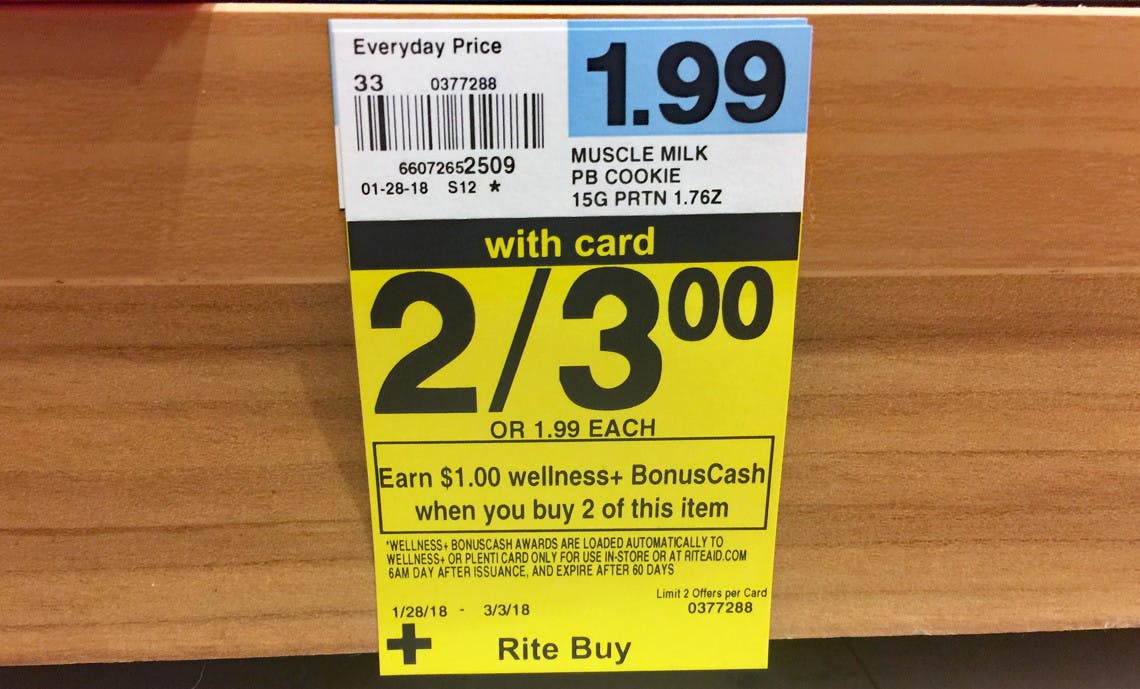 Everyday Price
1.99
33 0377288
66072652509
01-28-18 S12 *
MUSCLE MILK
PB COOKIE
15G PRTN 1.76Z
with card
2/3.00
OR 1.99 EACH
Earn $1.00 wellness+ BonusCash
when you buy 2 of this item
*WELLNESS+ BONUSCASH AWARDS ARE LOADED AUTOMATICALLY TO
WELLNESS+ OR PLENTI CARD ONLY FOR USE IN-STORE OR AT RITEAID.COM
6AM DAY AFTER ISSUANCE, AND EXPIRE AFTER 60 DAYS
Limit 2 Offers per Card
1/28/18 - 3/3/18 0377288
+ Rite Buy